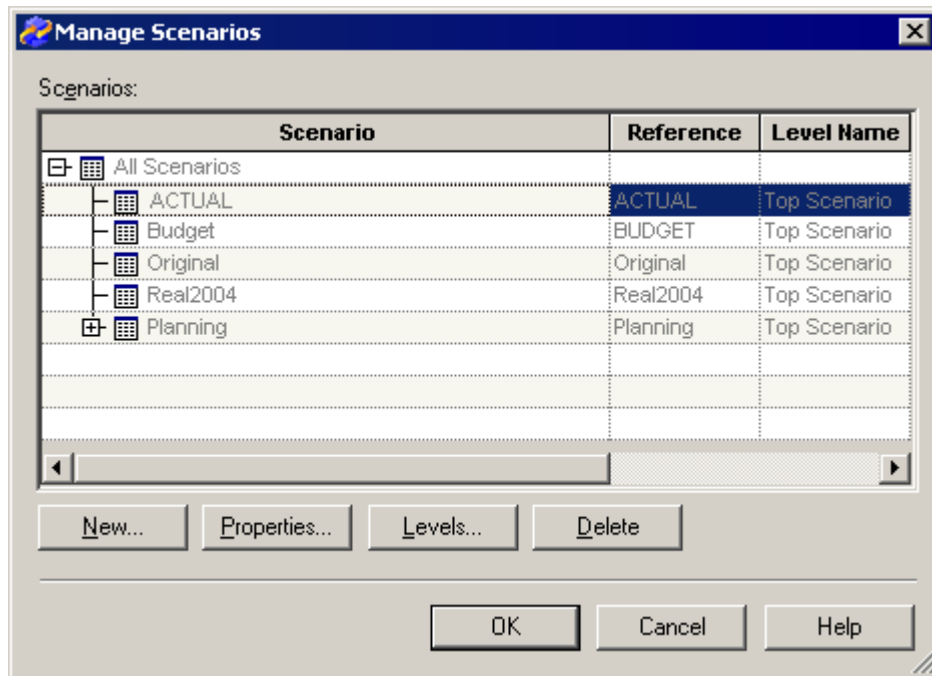 Manage Scenarios
Scenarios:
Scenario Reference Level Name
All Scenarios
ACTUAL ACTUAL Top Scenario
Budget BUDGET Top Scenario
Original Original Top Scenario
Real2004 Real2004 Top Scenario
Planning Planning Top Scenario
New... Properties... Levels... Delete
OK Cancel Help